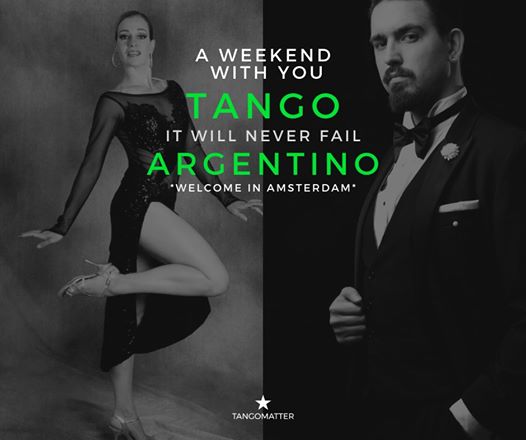 A WEEKEND
WITH YOU
TANGO
IT WILL NEVER FAIL
ARGENTINO
*WELCOME IN AMSTERDAM*
TANGOMATTER